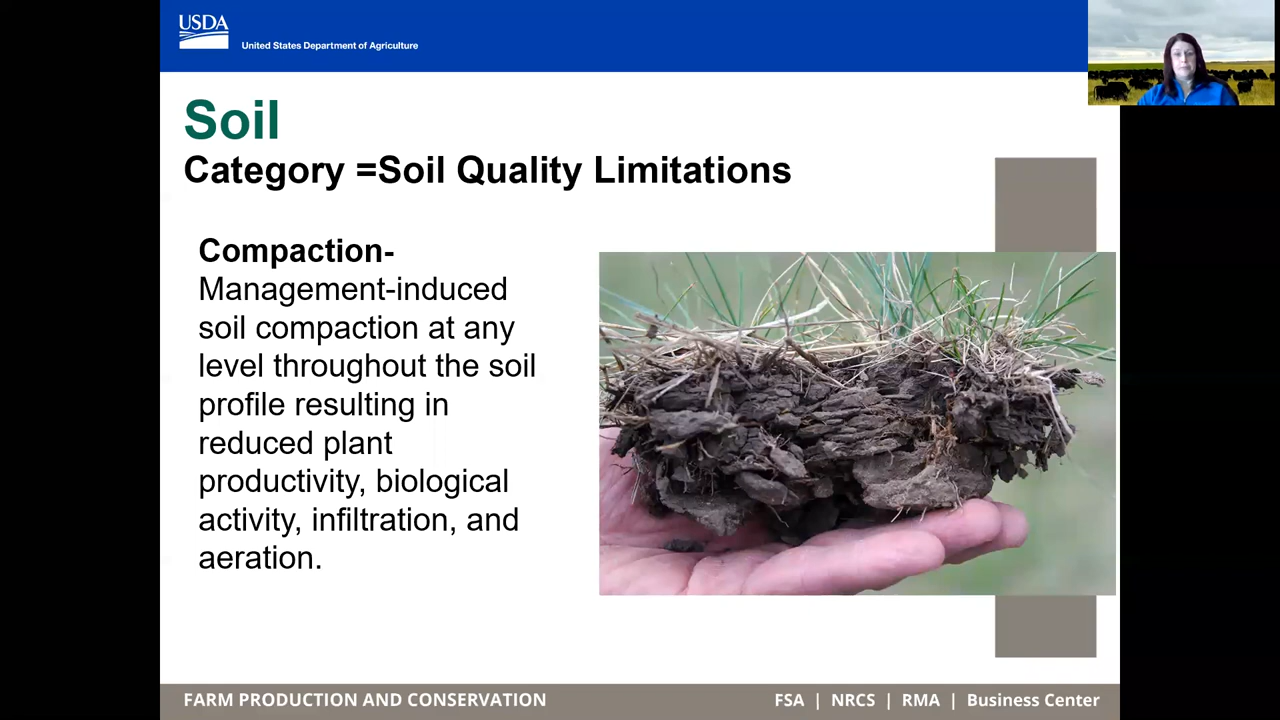 USDA
United States Department of Agriculture
Soil
Category =Soil Quality Limitations
Compaction-
Management-induced
soil compaction at any
level throughout the soil
profile resulting in
reduced plant
productivity, biological
activity, infiltration, and
aeration.
FARM PRODUCTION AND CONSERVATION
FSA | NRCS | RMA | Business Center